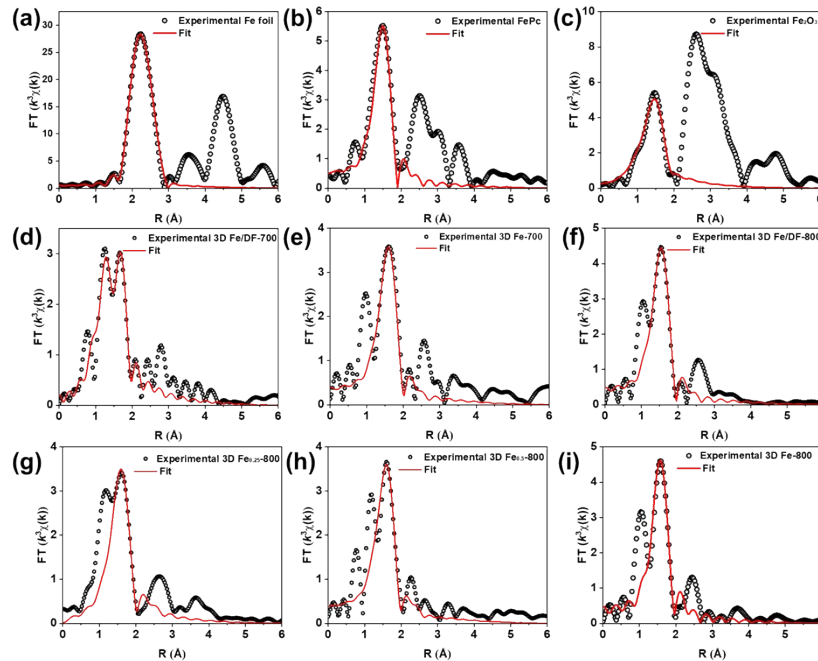 (a)
Experimental Fe foil
Fit
FT (k³χ(k))
30
25
20
15
10
5
0
0 1 2 3 4 5 6
R (Å)
(b)
Experimental FePc
Fit
FT (k³χ(k))
6
5
4
3
2
1
0
0 1 2 3 4 5 6
R (Å)
(c)
Experimental Fe₂O₃
Fit
FT (k³χ(k))
10
8
6
4
2
0
0 1 2 3 4 5 6
R (Å)
(d)
Experimental 3D Fe/DF-700
Fit
FT (k³χ(k))
3
2
1
0
0 1 2 3 4 5 6
R (Å)
(e)
Experimental 3D Fe-700
Fit
FT (k³χ(k))
4
3
2
1
0
0 1 2 3 4 5 6
R (Å)
(f)
Experimental 3D Fe/DF-800
Fit
FT (k³χ(k))
5
4
3
2
1
0
0 1 2 3 4 5
R (Å)
(g)
Experimental 3D Fe₀.₂₅-800
Fit
FT (k³χ(k))
4
3
2
1
0
0 1 2 3 4 5 6
R (Å)
(h)
Experimental 3D Fe₀.₅-800
Fit
FT (k³χ(k))
4
3
2
1
0
0 1 2 3 4 5 6
R (Å)
(i)
Experimental 3D Fe-800
Fit
FT (k³χ(k))
5
4
3
2
1
0
0 1 2 3 4 5 6
R (Å)